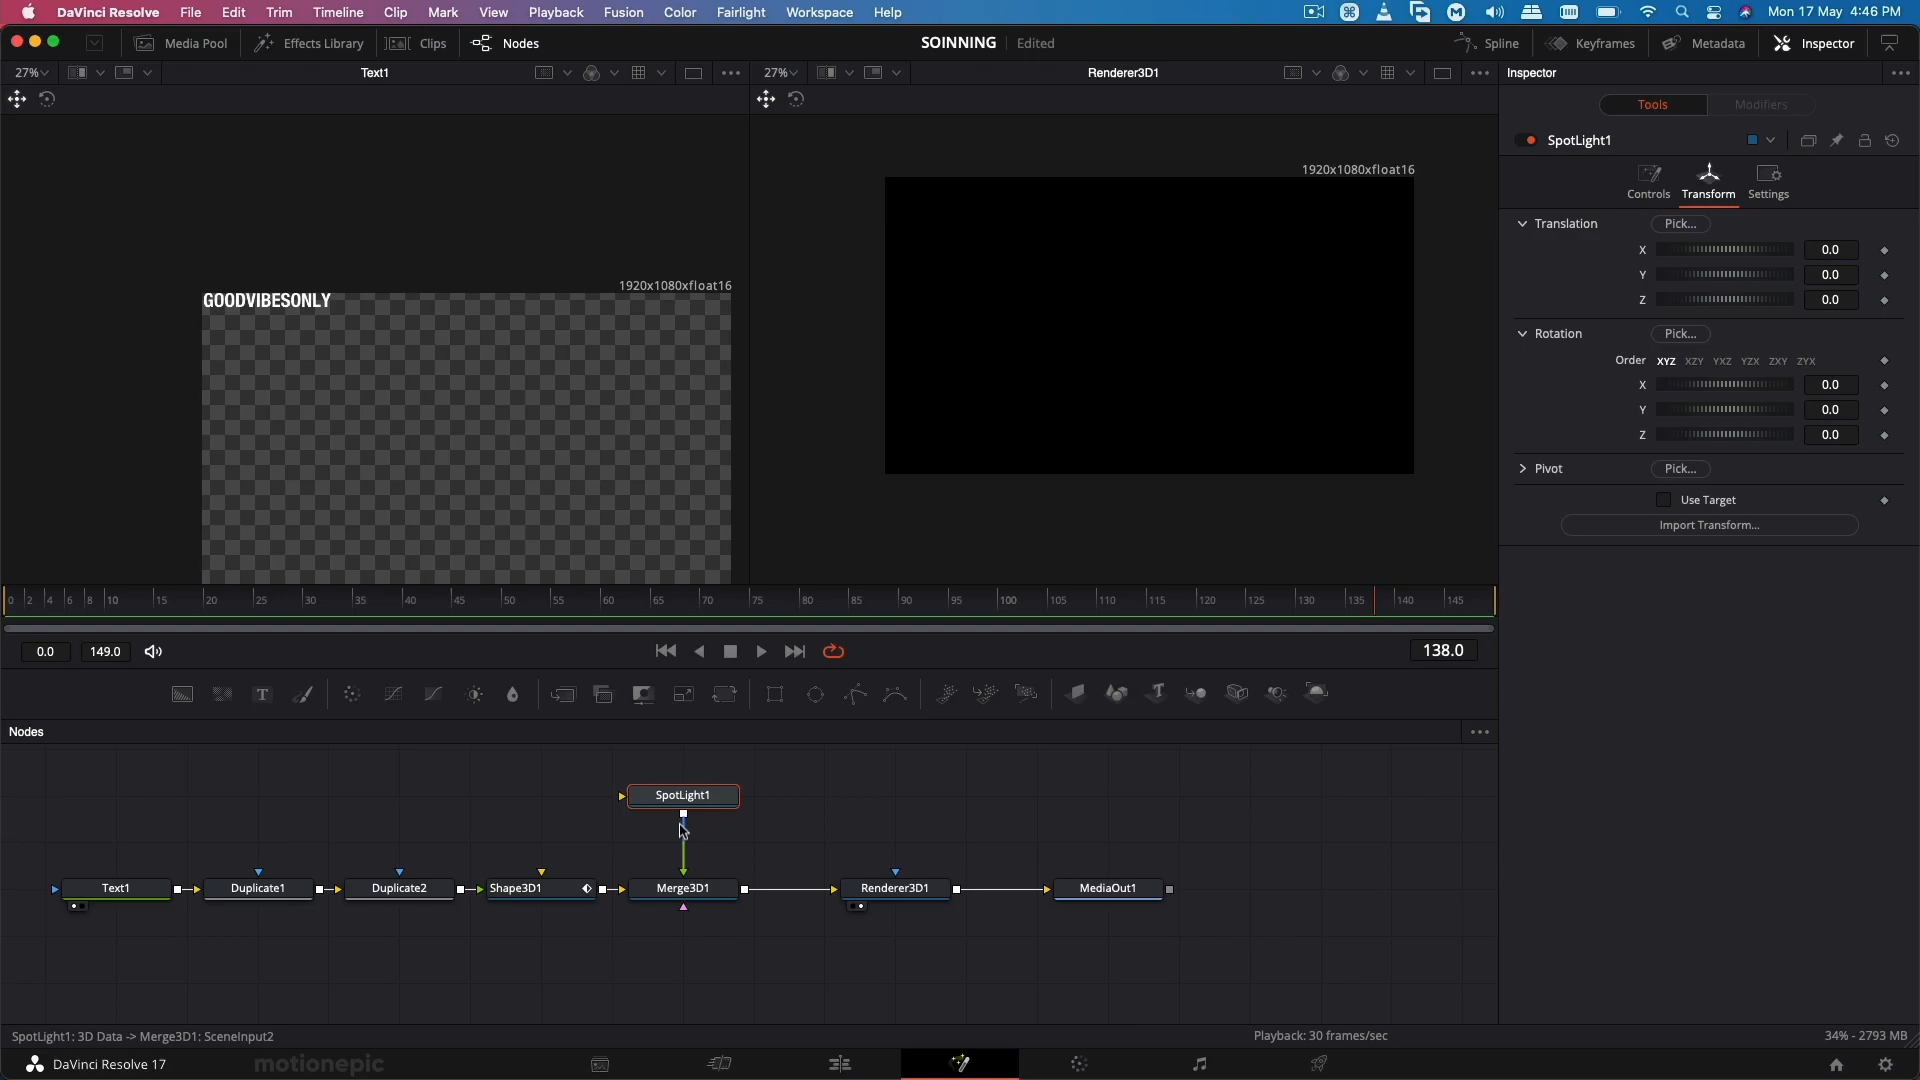 DaVinci Resolve File Edit Trim Timeline Clip Mark View Playback Fusion Color Fairlight Workspace Help Mon 17 May 4:46 PM
Media Pool Effects Library Clips Nodes SOINNING Edited Spline Keyframes Metadata Inspector
27% Text1 27% Renderer3D1 Inspector
Tools Modifiers
SpotLight1
1920x1080xfloat16
Controls Transform Settings
Translation Pick...
X 0.0
Y 0.0
Z 0.0
1920x1080xfloat16
GOODVIBESONLY
Rotation Pick...
Order XYZ XZY YXZ YZX ZXY ZYX
X 0.0
Y 0.0
Z 0.0
Pivot Pick...
Use Target
Import Transform...
0 2 4 6 8 10 15 20 25 30 35 40 45 50 55 60 65 70 75 80 85 90 95 100 105 110 115 120 125 130 135 140 145
0.0 149.0 138.0
T T
Nodes
SpotLight1
Text1 Duplicate1 Duplicate2 Shape3D1 Merge3D1 Renderer3D1 MediaOut1
SpotLight1: 3D Data -> Merge3D1: SceneInput2 Playback: 30 frames/sec 34% - 2793 MB
DaVinci Resolve 17 motionepic